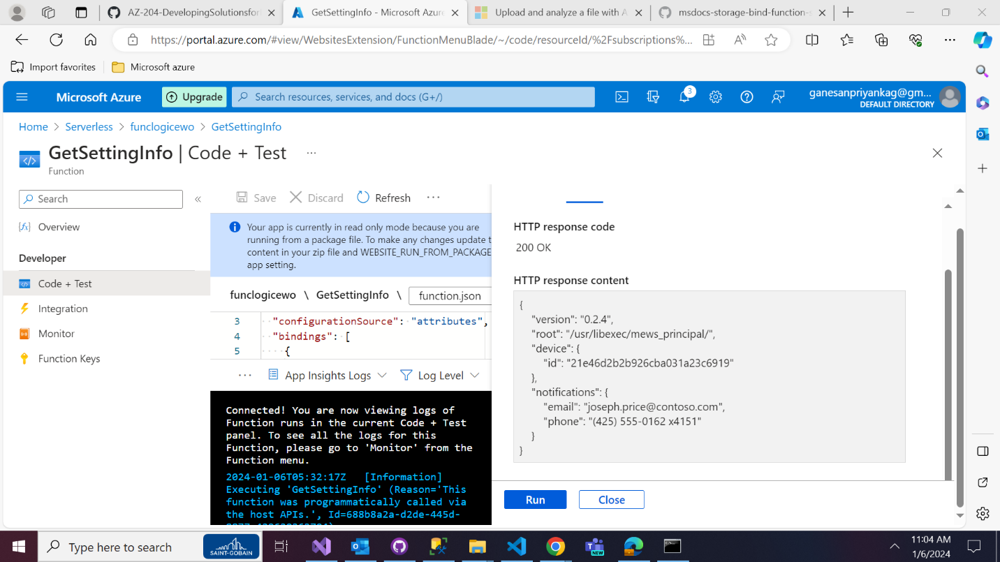 AZ-204-DevelopingSolutionsfor
GetSettingInfo - Microsoft Azure
Upload and analyze a file with A
msdocs-storage-bind-function-s
https://portal.azure.com/#view/WebsitesExtension/FunctionMenuBlade/~/code/resourceId/%2Fsubscriptions%...
Import favorites
Microsoft azure
Microsoft Azure
Upgrade
Search resources, services, and docs (G+/)
3
ganesanpriyankag@gm...
DEFAULT DIRECTORY
Home > Serverless > funclogicewo > GetSettingInfo
GetSettingInfo | Code + Test ...
Function
Search
«
Overview
Developer
Code + Test
Integration
Monitor
Function Keys
Save
Discard
Refresh
...
Your app is currently in read only mode because you are
running from a package file. To make any changes update t
content in your zip file and WEBSITE_RUN_FROM_PACKAGE
app setting.
funclogicewo \ GetSettingInfo \ function.json
3 "configurationSource": "attributes",
4 "bindings": [
5 {
... App Insights Logs Log Level
Connected! You are now viewing logs of
Function runs in the current Code + Test
panel. To see all the logs for this
Function, please go to 'Monitor' from the
Function menu.
2024-01-06T05:32:17Z [Information]
Executing 'GetSettingInfo' (Reason='This
function was programmatically called via
the host APIs.', Id=688b8a2a-d2de-445d-
HTTP response code
200 OK
HTTP response content
{
"version": "0.2.4",
"root": "/usr/libexec/mews_principal/",
"device": {
"id": "21e46d2b2b926cba031a23c6919"
},
"notifications": {
"email": "joseph.price@contoso.com",
"phone": "(425) 555-0162 x4151"
}
}
Run
Close
Type here to search
SAINT-GOBAIN
NEW
11:04 AM
1/6/2024